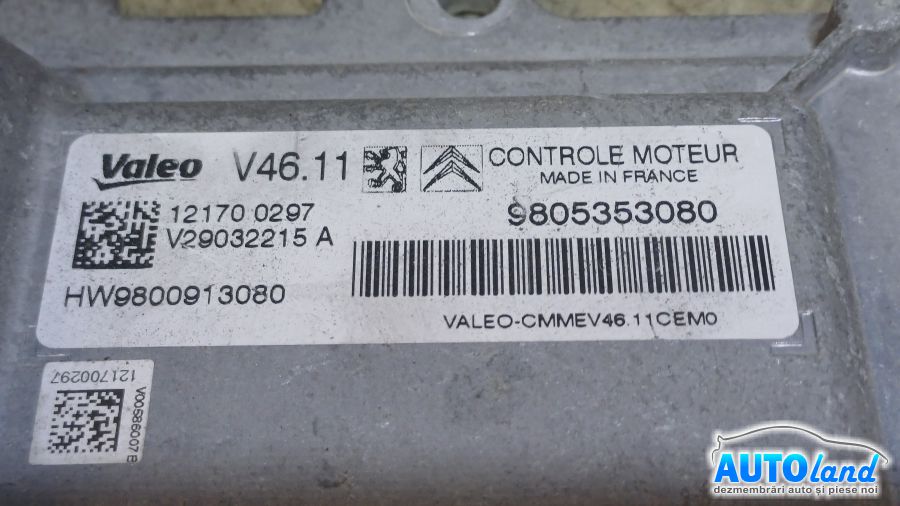 Valeo V46.11
CONTROLE MOTEUR
MADE IN FRANCE
12170 0297
V29032215 A
9805353080
HW9800913080
VALEO-CMMEV46.11CEM0
121700297
V00586007 B
AUTOland
dezmembrări auto și piese noi